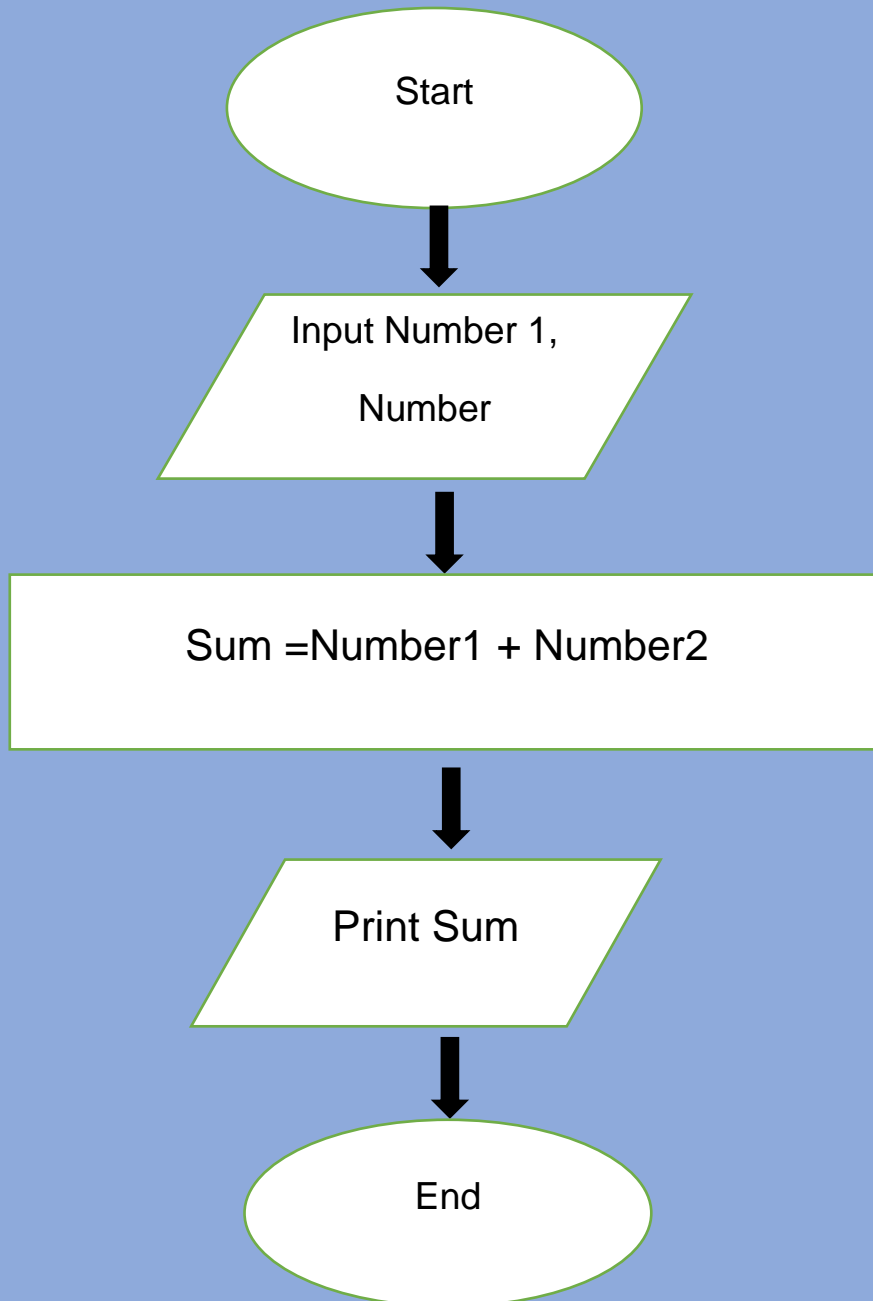 Start
Input Number 1,
Number
Sum =Number1 + Number2
Print Sum
End